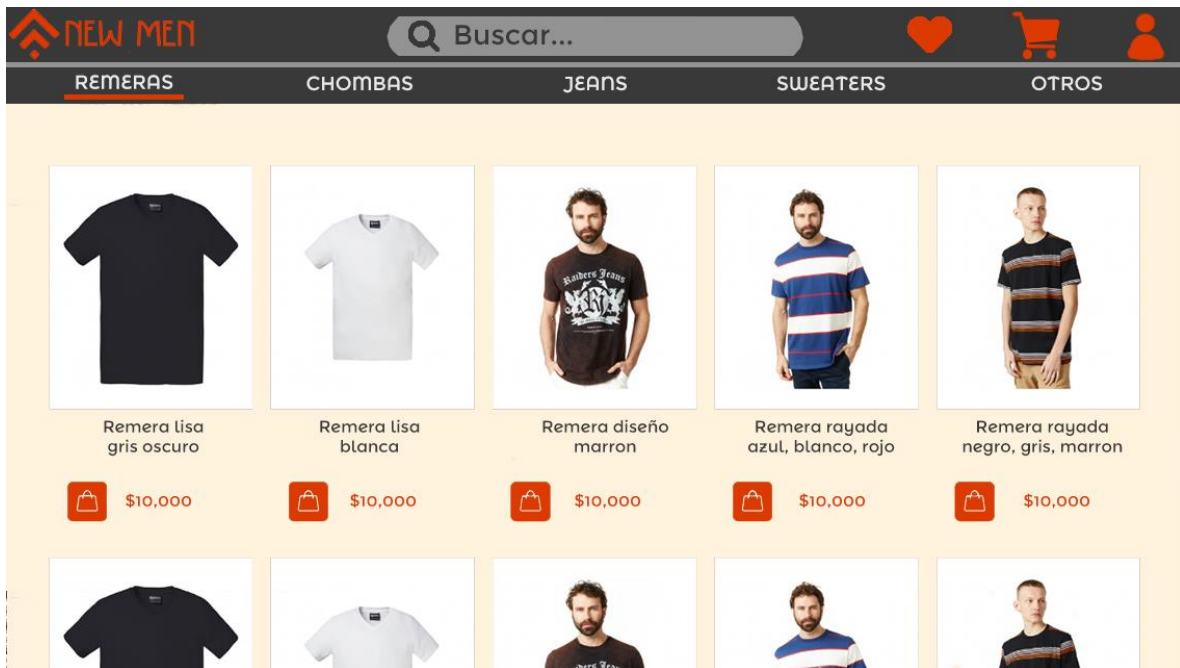 NEW MEN
Buscar...
REMERAS
CHOMBAS
JEANS
SWEATERS
OTROS
Raiders Jeans
Remera lisa
gris oscuro
Remera lisa
blanca
Remera diseño
marron
Remera rayada
azul, blanco, rojo
Remera rayada
negro, gris, marron
$10,000
$10,000
$10,000
$10,000
$10,000